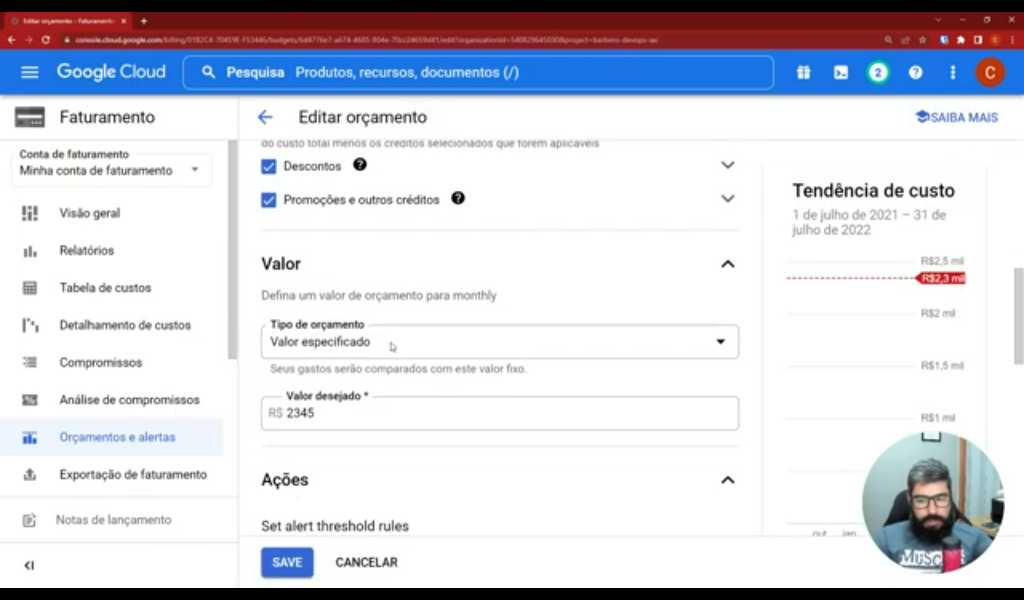 Editar orçamento – Faturamento
console.cloud.google.com/billing/
Google Cloud
Pesquisa Produtos, recursos, documentos (/)
2
C
Faturamento
Editar orçamento
SAIBA MAIS
Conta de faturamento
Minha conta de faturamento
Visão geral
Relatórios
Tabela de custos
Detalhamento de custos
Compromissos
Análise de compromissos
Orçamentos e alertas
Exportação de faturamento
Notas de lançamento
do custo total menos os créditos selecionados que forem aplicáveis
Descontos
Promoções e outros créditos
Valor
Defina um valor de orçamento para monthly
Tipo de orçamento
Valor especificado
Seus gastos serão comparados com este valor fixo.
Valor desejado *
R$ 2345
Ações
Set alert threshold rules
SAVE
CANCELAR
Tendência de custo
1 de julho de 2021 – 31 de
julho de 2022
R$2,5 mil
R$2,3 mil
R$2 mil
R$1,5 mil
R$1 mil